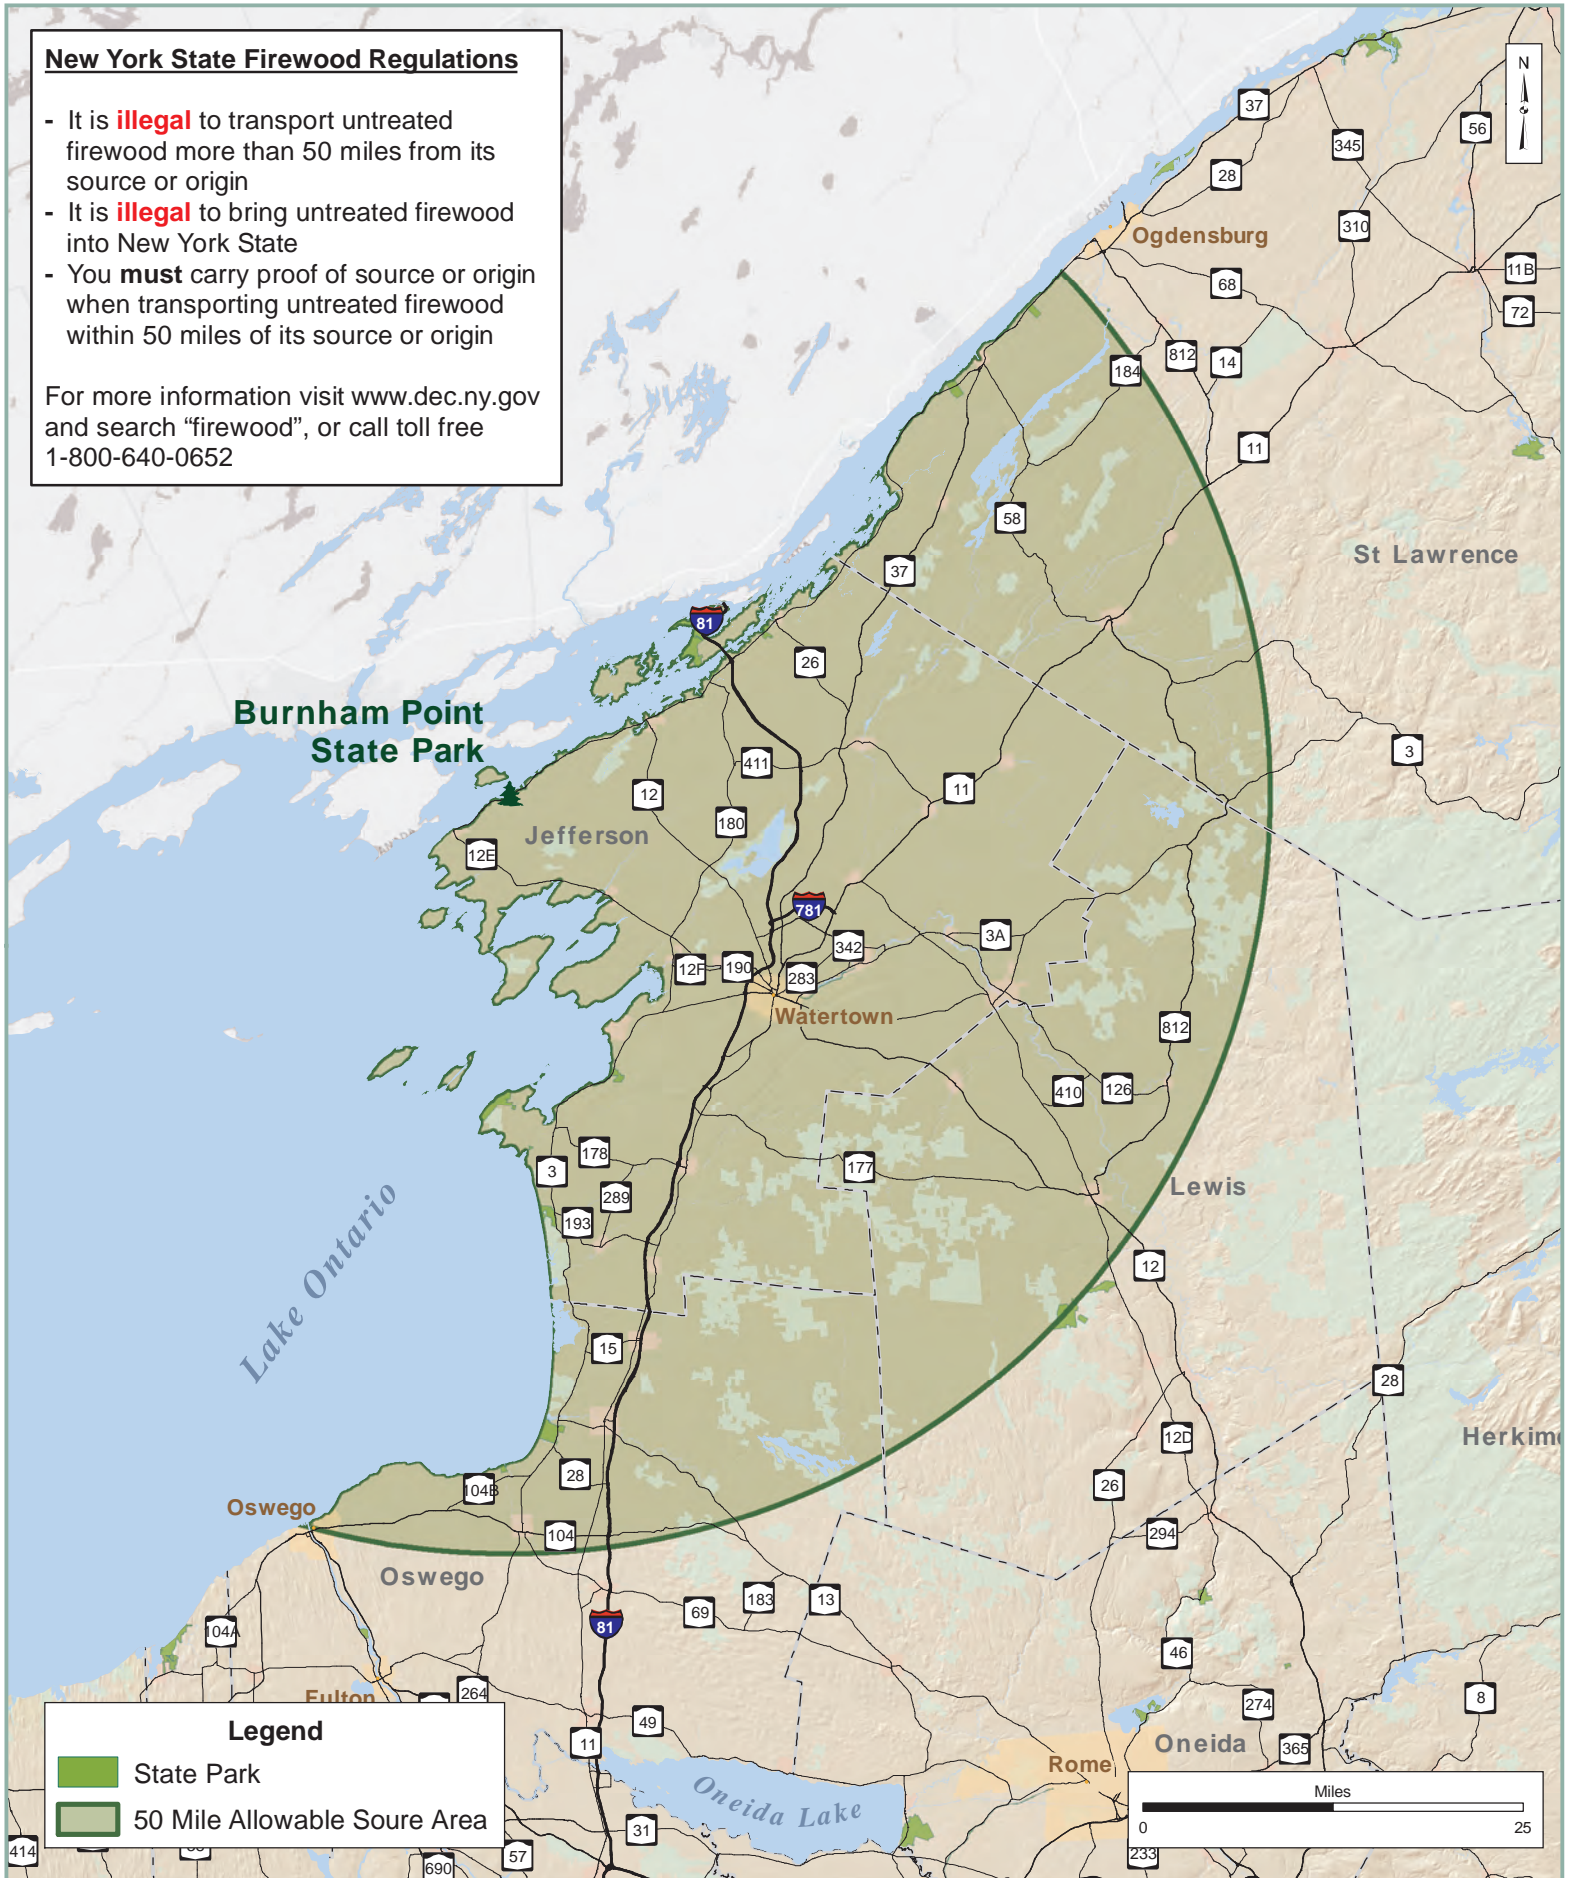 New York State Firewood Regulations
- It is illegal to transport untreated
firewood more than 50 miles from its
source or origin
- It is illegal to bring untreated firewood
into New York State
- You must carry proof of source or origin
when transporting untreated firewood
within 50 miles of its source or origin
For more information visit www.dec.ny.gov
and search “firewood”, or call toll free
1-800-640-0652
N
37
56
345
28
CANADA
310
Ogdensburg
11B
68
72
812
14
184
11
58
St Lawrence
37
81
26
Burnham Point
State Park
3
411
11
12
180
Jefferson
12E
781
3A
342
12F
190
283
Watertown
812
410
126
178
3
177
289
Lewis
193
Lake Ontario
12
15
28
12D
Herkim
28
26
104B
Oswego
104
294
Oswego
183
13
69
81
104A
46
Fulton
264
274
8
49
11
Oneida
365
Rome
Oneida Lake
31
414
57
690
233
Legend
State Park
50 Mile Allowable Soure Area
Miles
0
25